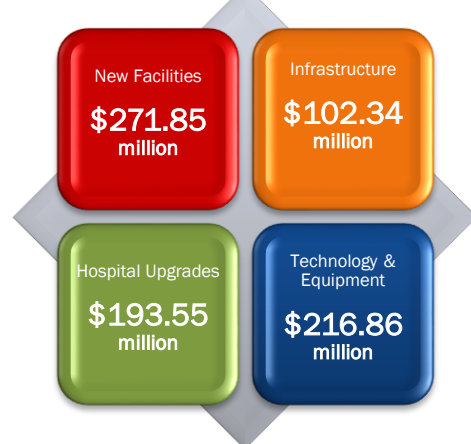 New Facilities
$271.85
million
Infrastructure
$102.34
million
Hospital Upgrades
$193.55
million
Technology &
Equipment
$216.86
million